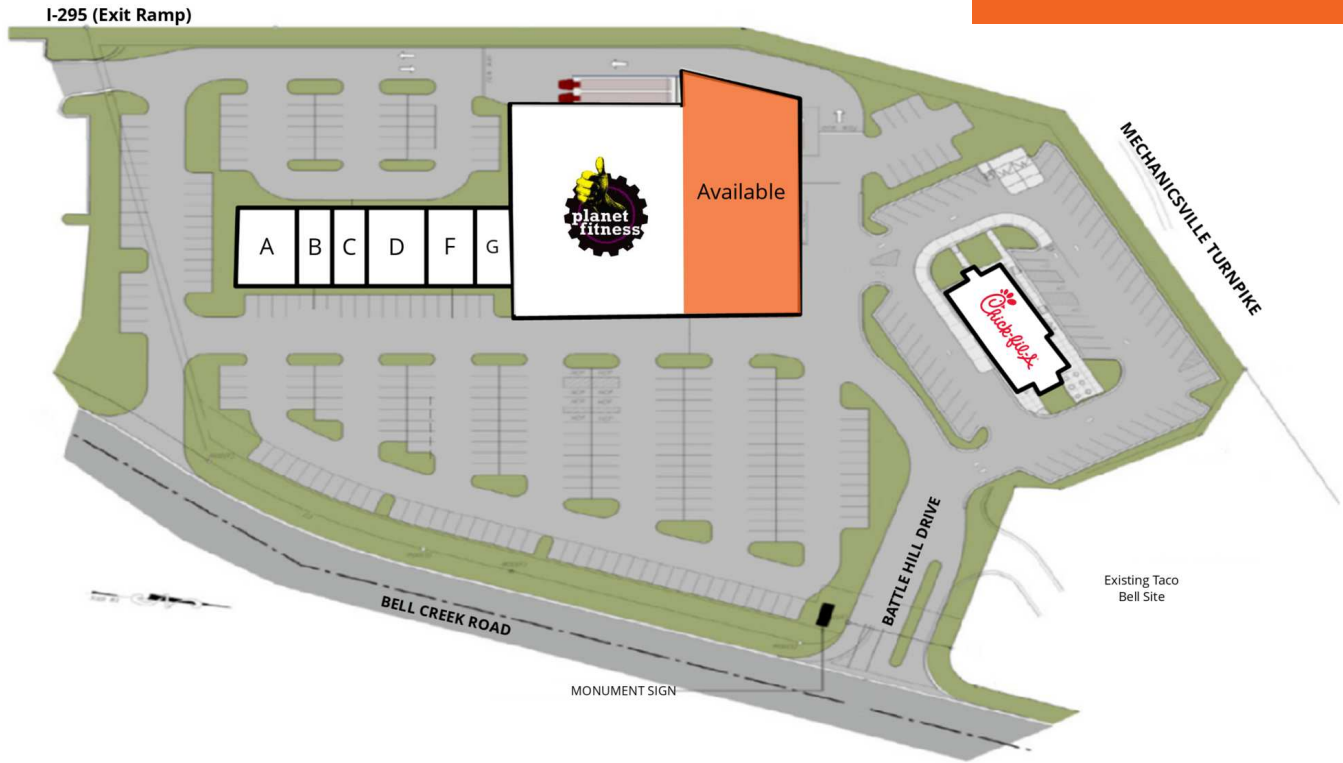 I-295 (Exit Ramp)
MECHANICSVILLE TURNPIKE
Available
planet
fitness
A
B
C
D
F
G
Chick-fil-A
BATTLE HILL DRIVE
Existing Taco
Bell Site
BELL CREEK ROAD
MONUMENT SIGN